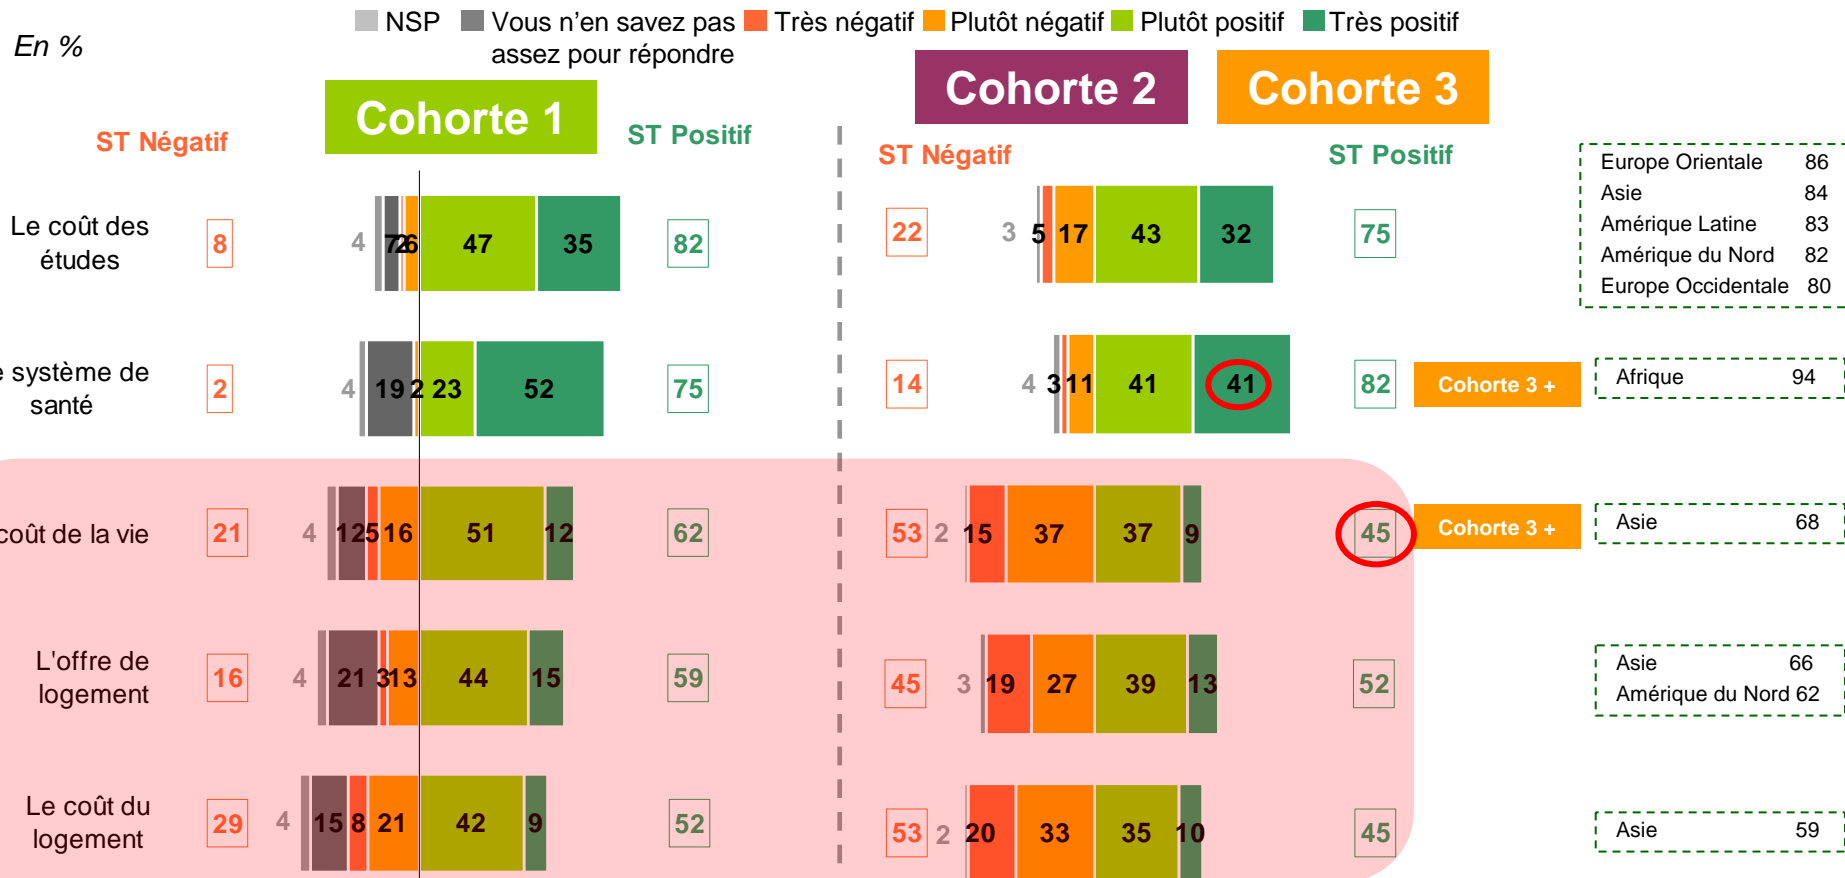 NSP
Vous n'en savez pas
assez pour répondre
Très négatif
Plutôt négatif
Plutôt positif
Très positif
En %
Cohorte 1
Cohorte 2
Cohorte 3
ST Négatif
ST Positif
ST Négatif
ST Positif
Le coût des
études
8
4 7 2 6 47 35
82
22
3 5 17 43 32
75
Europe Orientale 86
Asie 84
Amérique Latine 83
Amérique du Nord 82
Europe Occidentale 80
système de
santé
2
4 19 2 23 52
75
14
4 3 11 41 41
82
Cohorte 3 +
Afrique 94
coût de la vie
21
4 12 5 16 51 12
62
53
2 15 37 37 9
45
Cohorte 3 +
Asie 68
L'offre de
logement
16
4 21 3 13 44 15
59
45
3 19 27 39 13
52
Asie 66
Amérique du Nord 62
Le coût du
logement
29
4 15 8 21 42 9
52
53
2 20 33 35 10
45
Asie 59